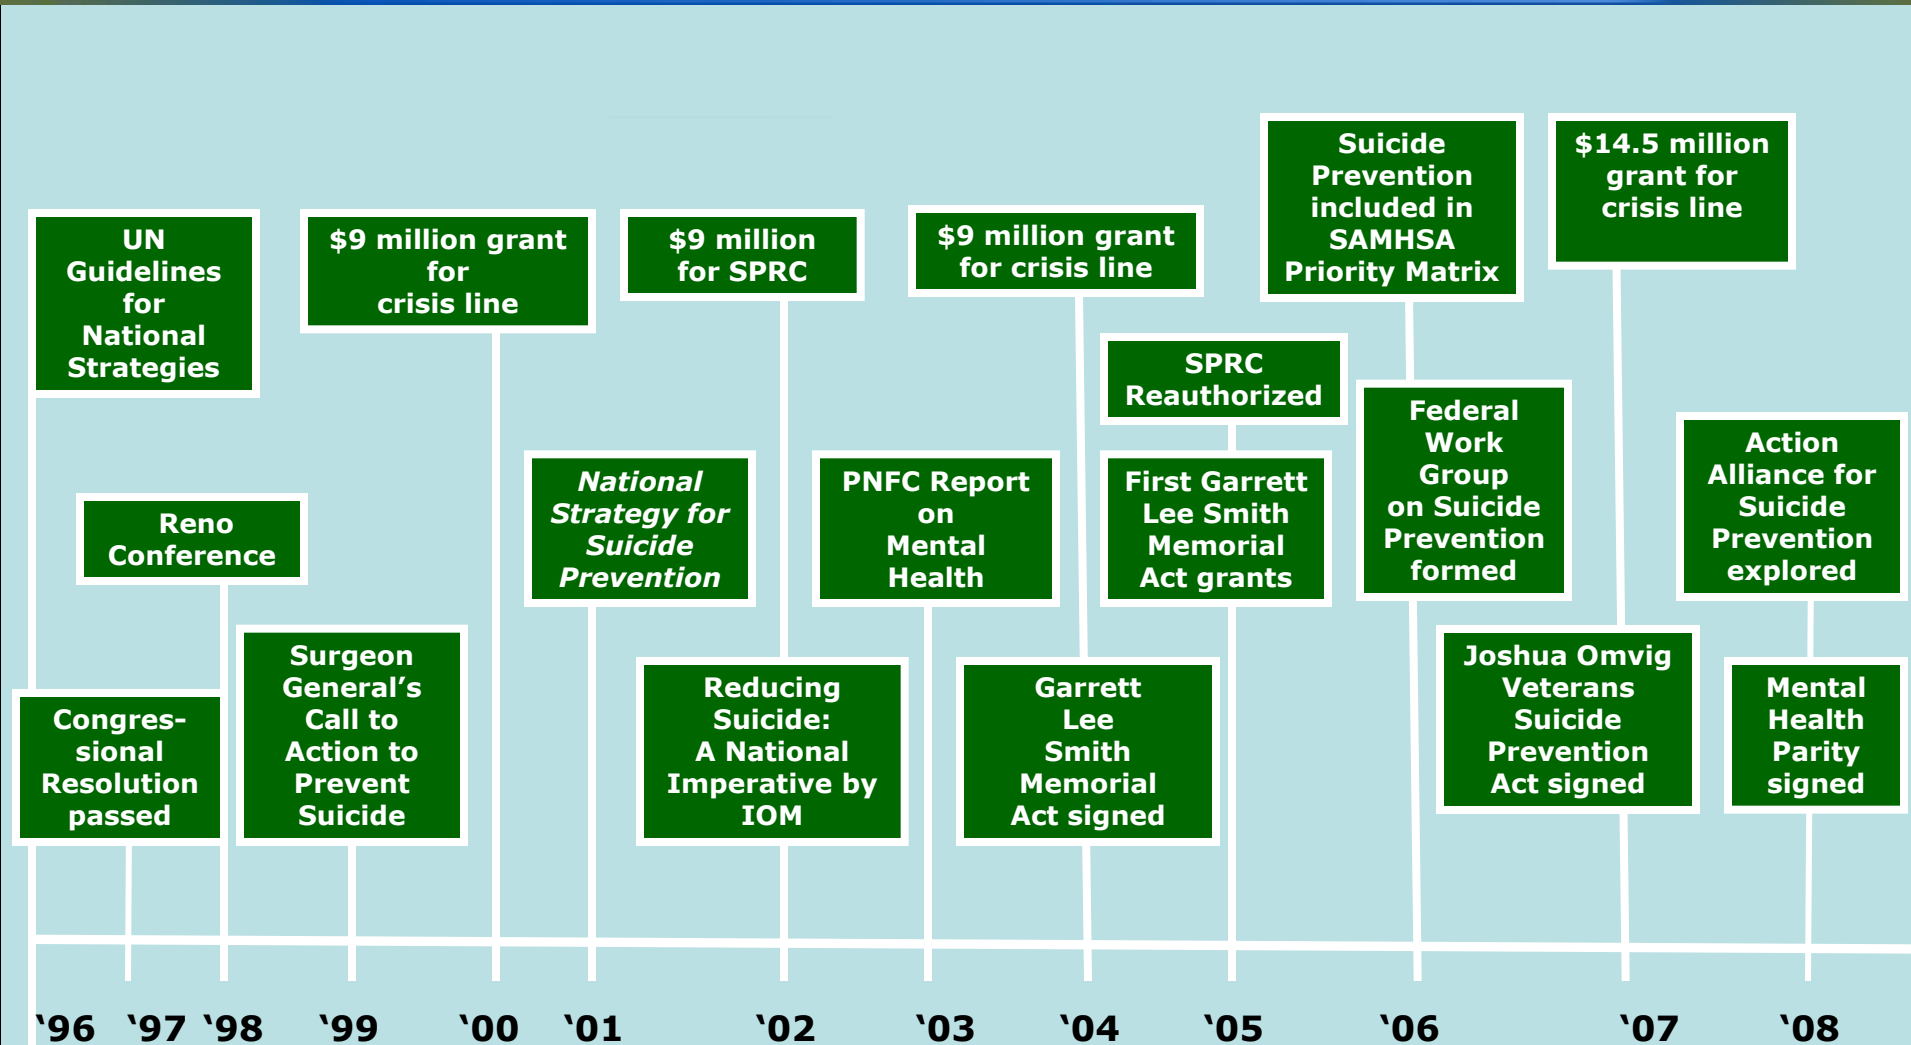 UN
Guidelines
for
National
Strategies
Congres-
sional
Resolution
passed
Reno
Conference
Surgeon
General’s
Call to
Action to
Prevent
Suicide
$9 million grant
for
crisis line
National
Strategy for
Suicide
Prevention
$9 million
for SPRC
Reducing
Suicide:
A National
Imperative by
IOM
PNFC Report
on
Mental
Health
$9 million grant
for crisis line
Garrett
Lee
Smith
Memorial
Act signed
SPRC
Reauthorized
First Garrett
Lee Smith
Memorial
Act grants
Suicide
Prevention
included in
SAMHSA
Priority Matrix
Federal
Work
Group
on Suicide
Prevention
formed
$14.5 million
grant for
crisis line
Joshua Omvig
Veterans
Suicide
Prevention
Act signed
Action
Alliance for
Suicide
Prevention
explored
Mental
Health
Parity
signed
‘96 ‘97 ‘98 ‘99 ‘00 ‘01 ‘02 ‘03 ‘04 ‘05 ‘06 ‘07 ‘08